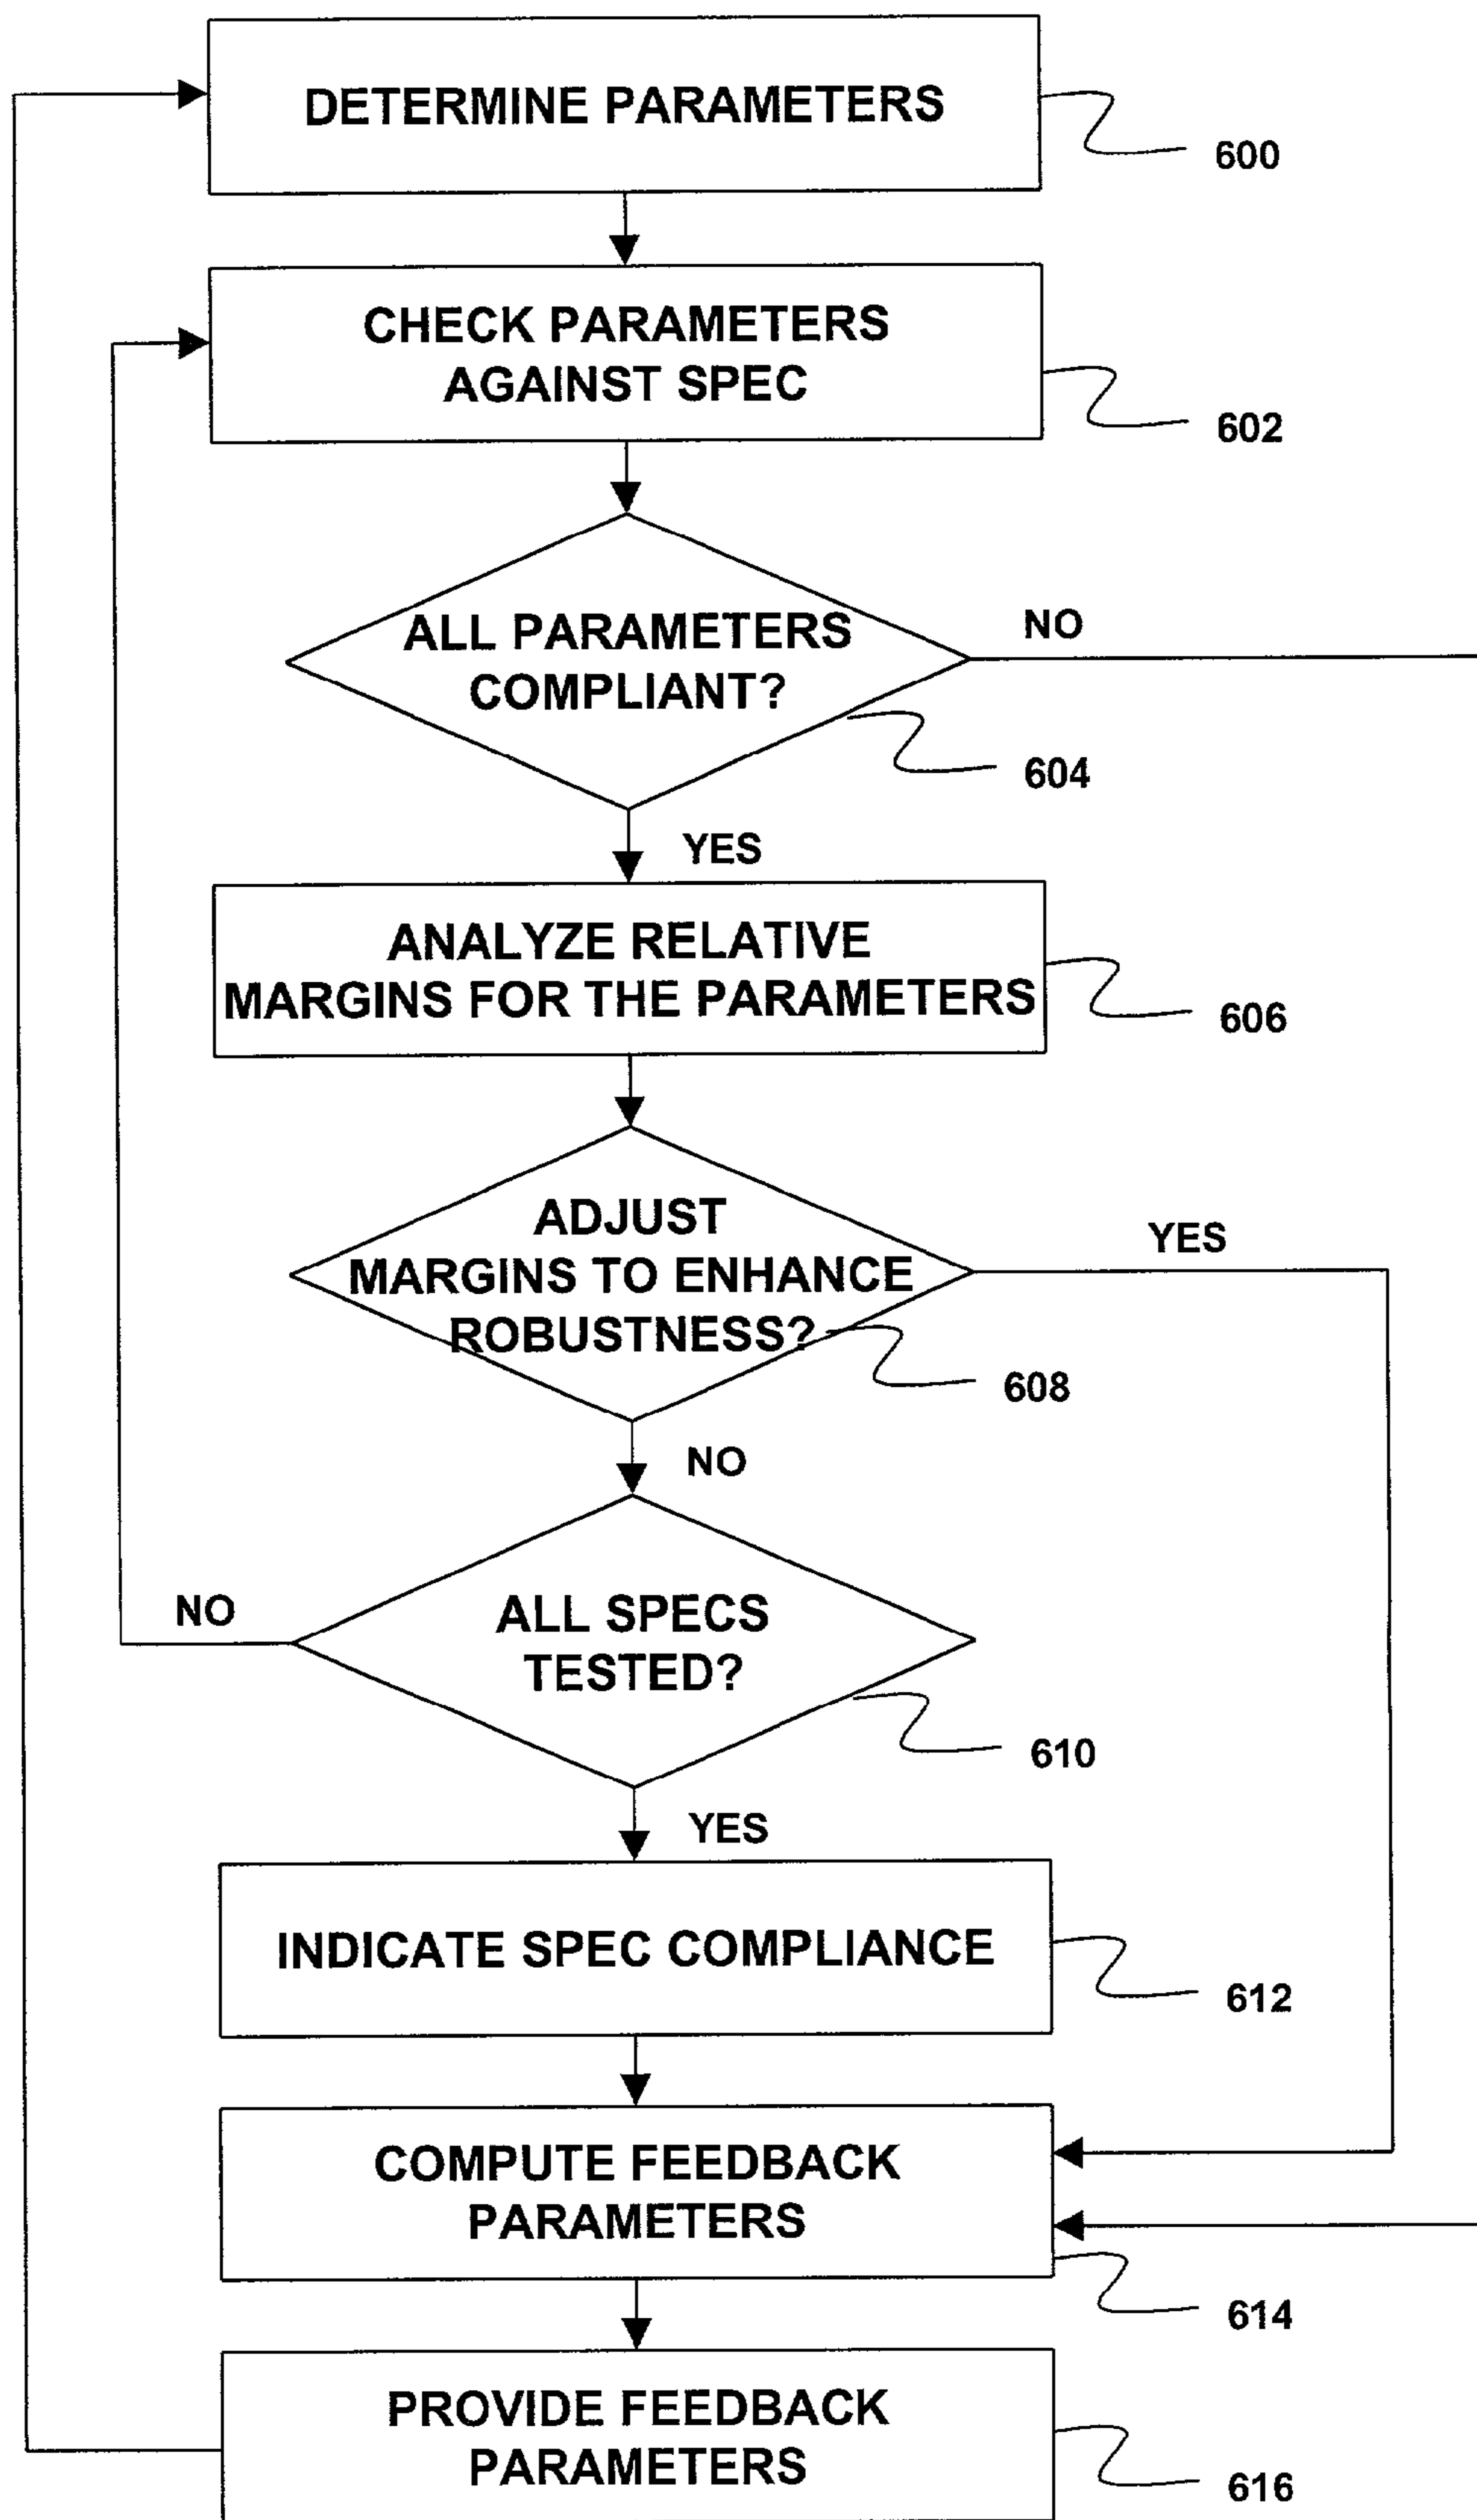 DETERMINE PARAMETERS
600
CHECK PARAMETERS
AGAINST SPEC
602
ALL PARAMETERS
COMPLIANT?
NO
604
YES
ANALYZE RELATIVE
MARGINS FOR THE PARAMETERS
606
ADJUST
MARGINS TO ENHANCE
ROBUSTNESS?
YES
608
NO
ALL SPECS
TESTED?
NO
610
YES
INDICATE SPEC COMPLIANCE
612
COMPUTE FEEDBACK
PARAMETERS
614
PROVIDE FEEDBACK
PARAMETERS
616